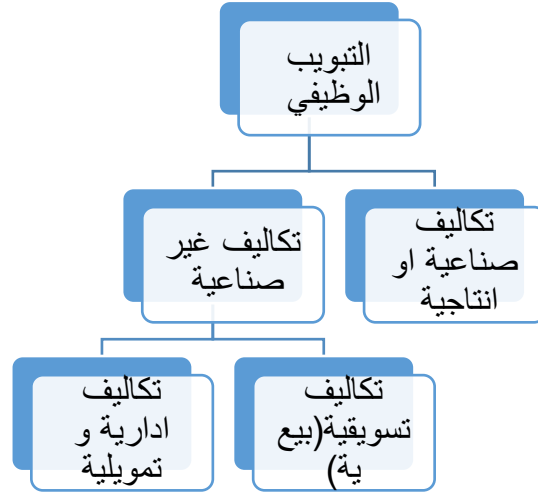 التبويب
الوظيفي
تكاليف
صناعية او
انتاجية
تكاليف غير
صناعية
تكاليف
تسويقية(بيع
ية)
تكاليف
ادارية و
تمويلية